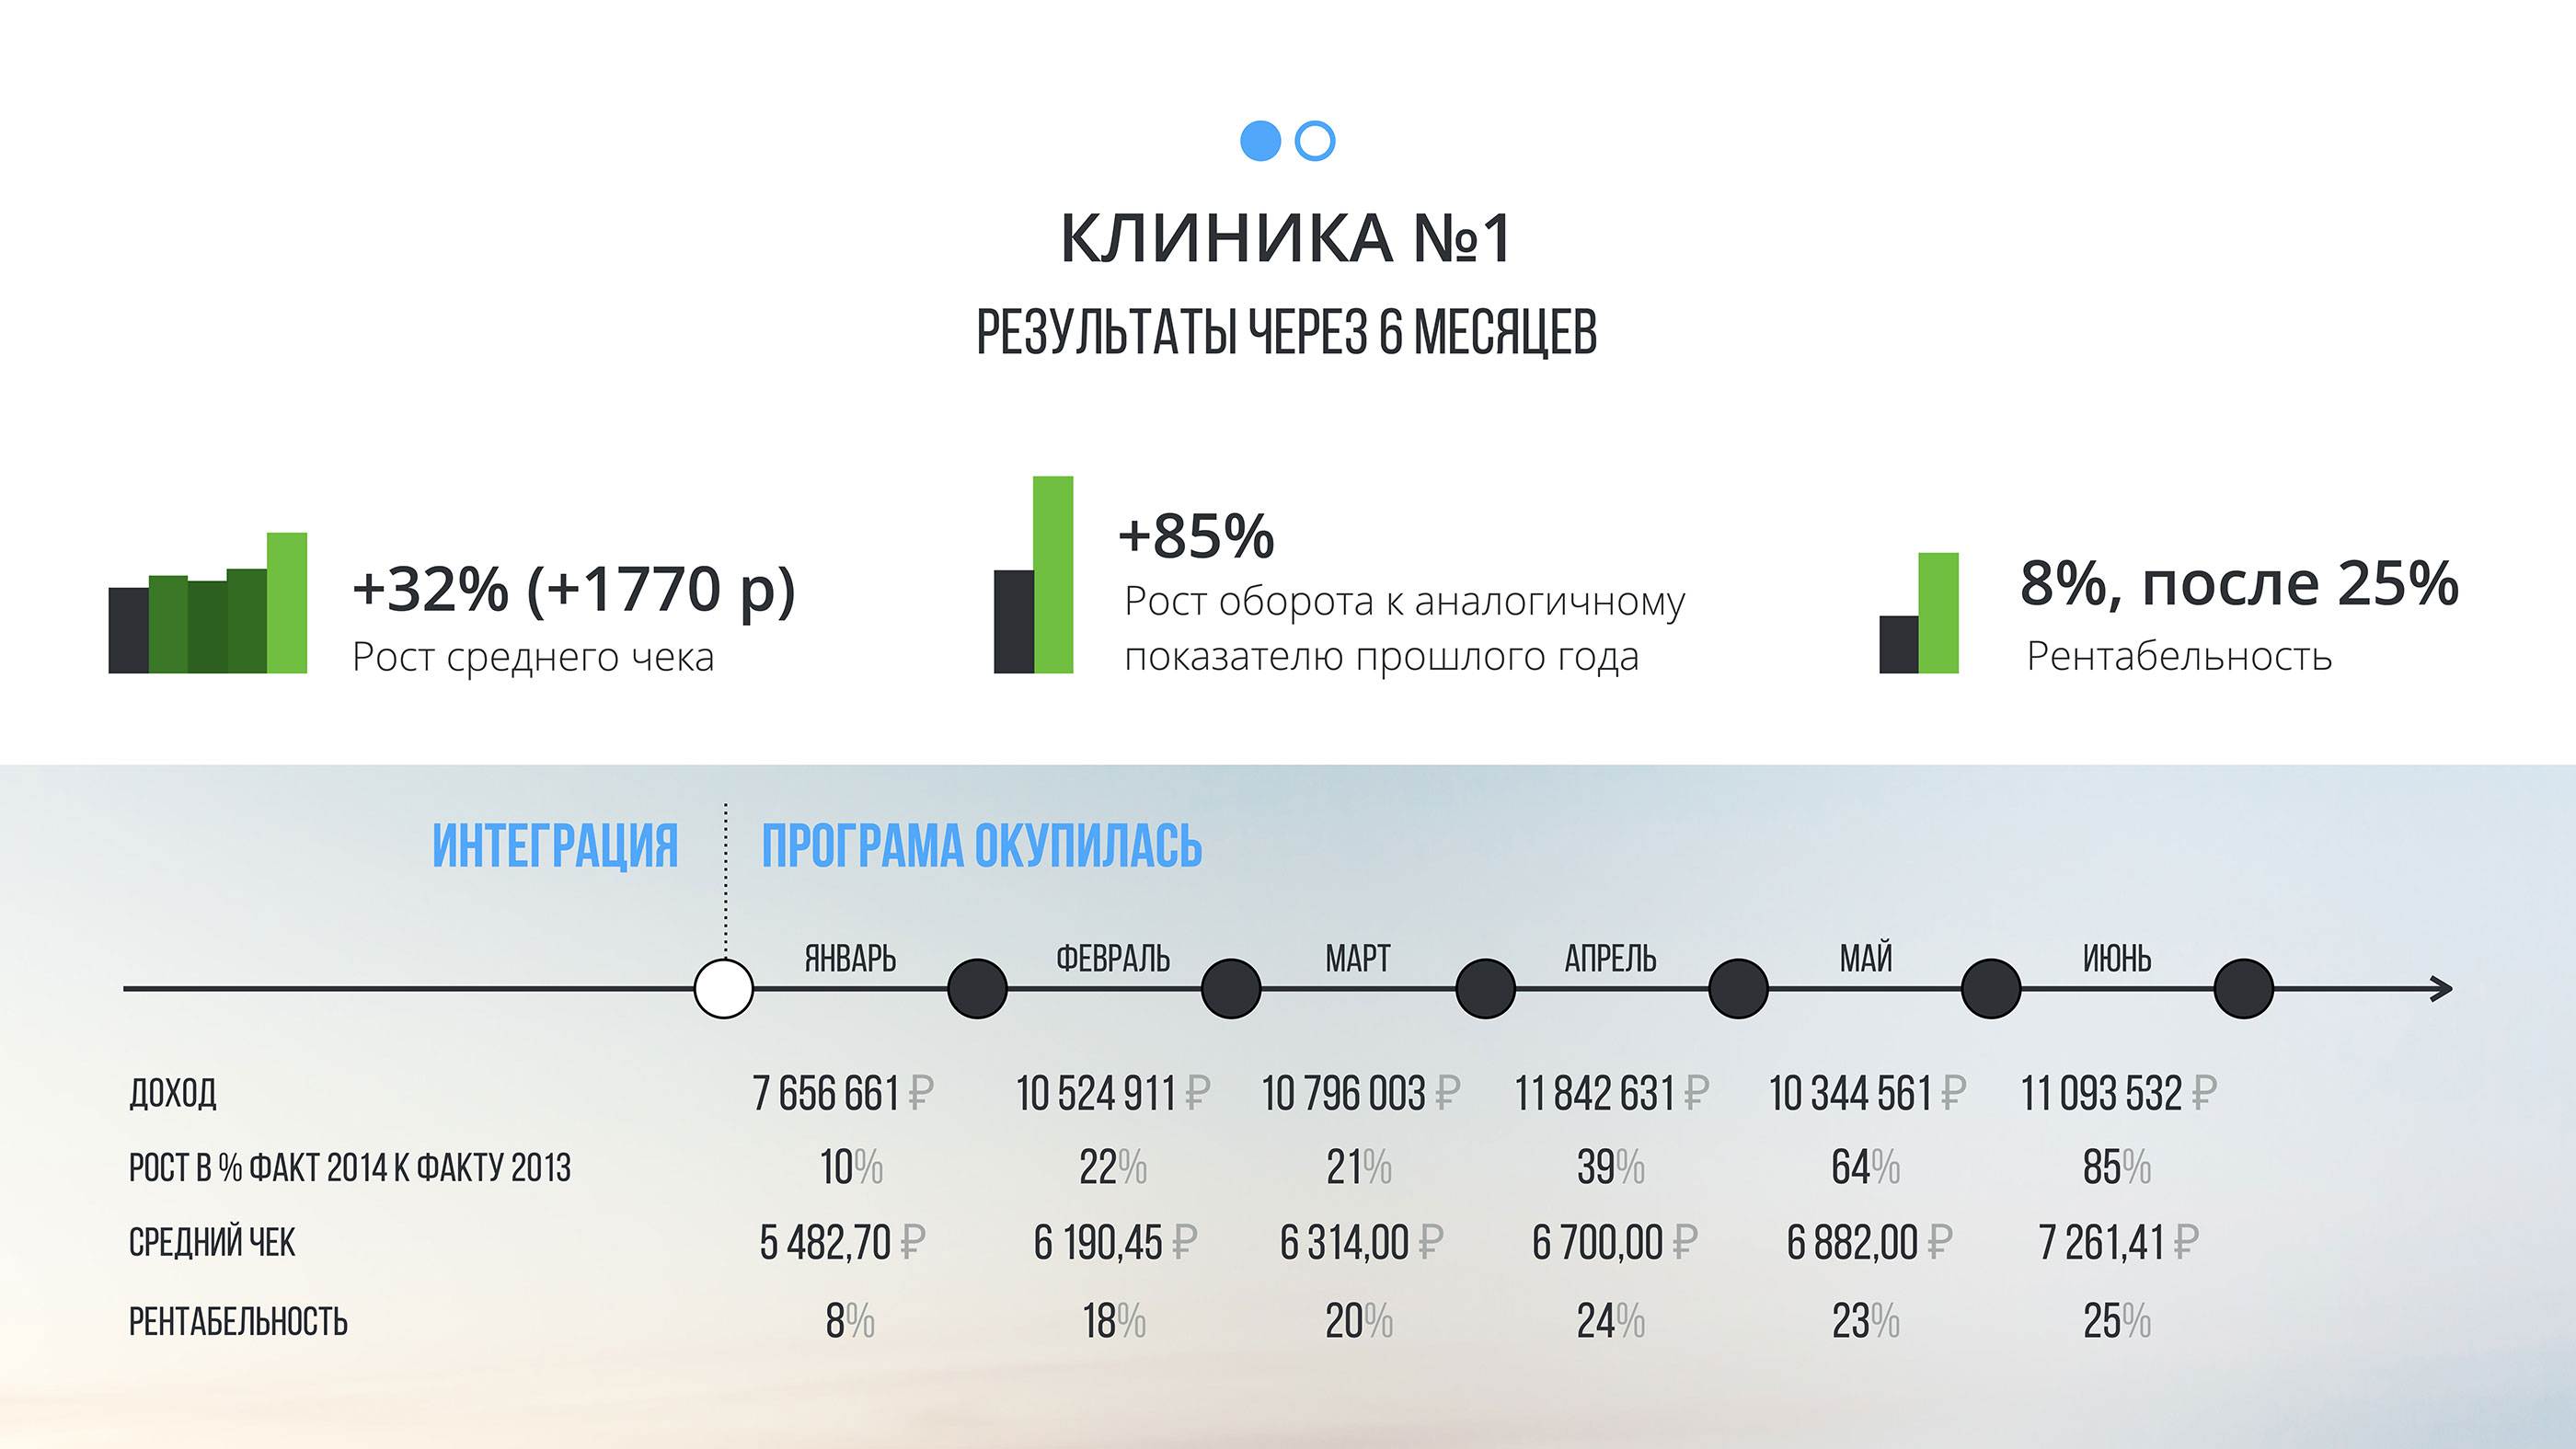 КЛИНИКА №1
РЕЗУЛЬТАТЫ ЧЕРЕЗ 6 МЕСЯЦЕВ
+32% (+1770 р)
Рост среднего чека
+85%
Рост оборота к аналогичному
показателю прошлого года
8%, после 25%
Рентабельность
ИНТЕГРАЦИЯ ПРОГРАМА ОКУПИЛАСЬ
ЯНВАРЬ ФЕВРАЛЬ МАРТ АПРЕЛЬ МАЙ ИЮНЬ
ДОХОД 7 656 661 ₽ 10 524 911 ₽ 10 796 003 ₽ 11 842 631 ₽ 10 344 561 ₽ 11 093 532 ₽
РОСТ В % ФАКТ 2014 К ФАКТУ 2013 10% 22% 21% 39% 64% 85%
СРЕДНИЙ ЧЕК 5 482,70 ₽ 6 190,45 ₽ 6 314,00 ₽ 6 700,00 ₽ 6 882,00 ₽ 7 261,41 ₽
РЕНТАБЕЛЬНОСТЬ 8% 18% 20% 24% 23% 25%